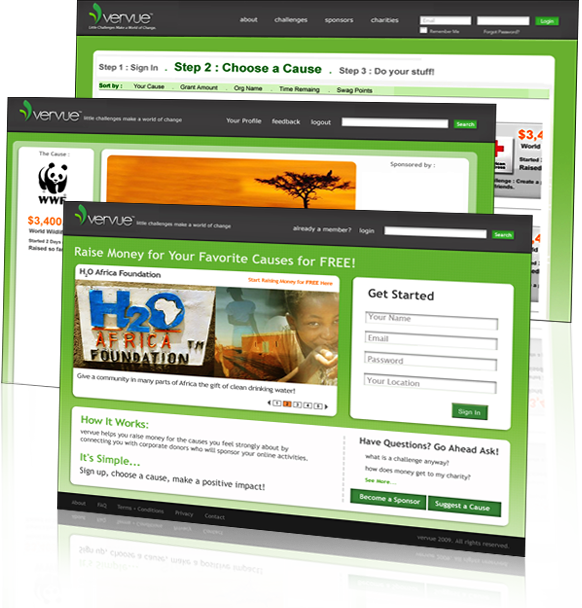 vervue™
Little Challenges Make a World of Change.
about challenges sponsors charities
Email
Login
Remember Me Forgot Password?
Step 1 : Sign In . Step 2 : Choose a Cause . Step 3 : Do your stuff!
Sort by : Your Cause . Grant Amount . Org Name . Time Remaing . Swag Points
$3,4
World
Started
Raised
Challenge : Create a
friends.
vervue™ little challenges make a world of change
Your Profile feedback logout
Search
The Cause :
WWF
$3,400
World Wildli
Started 2 Days
Raised so fa
Sponsored by :
vervue™ little challenges make a world of change
already a member? login
Search
Raise Money for Your Favorite Causes for FREE!
H2O Africa Foundation
Start Raising Money for FREE Here
H2O
AFRICA ™
FOUNDATION
Give a community in many parts of Africa the gift of clean drinking water!
1 2 3 4 5 6
Get Started
Your Name
Email
Password
Your Location
Sign In
How It Works:
vervue helps you raise money for the causes you feel strongly about by
connecting you with corporate donors who will sponsor your online activities.
It's Simple...
Sign up, choose a cause, make a positive impact!
Have Questions? Go Ahead Ask!
what is a challenge anyway?
how does money get to my charity?
See More...
Become a Sponsor
Suggest a Cause
about FAQ Terms - Conditions Privacy Contact
vervue 2009. All rights reserved.